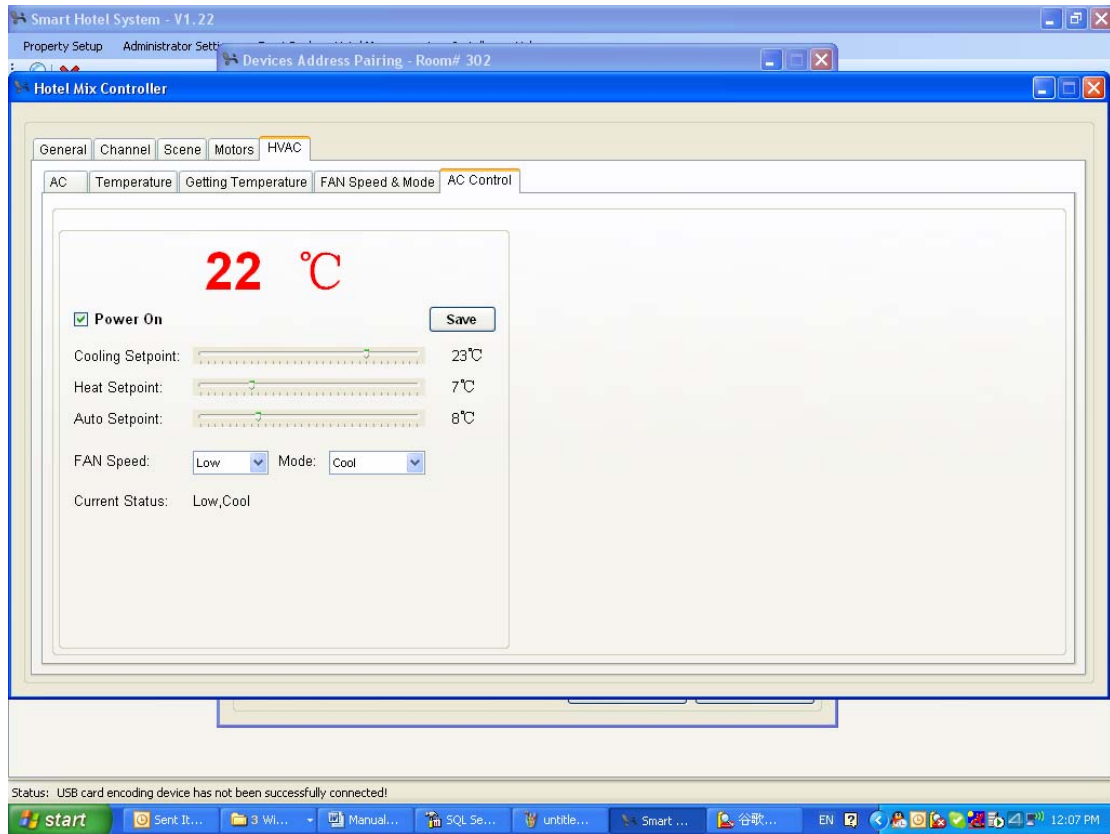 Smart Hotel System - V1.22
Property Setup Administrator Setti
Devices Address Pairing - Room# 302
Hotel Mix Controller
General Channel Scene Motors HVAC
AC Temperature Getting Temperature FAN Speed & Mode AC Control
22 ℃
Power On Save
Cooling Setpoint: 23℃
Heat Setpoint: 7℃
Auto Setpoint: 8℃
FAN Speed: Low Mode: Cool
Current Status: Low,Cool
Status: USB card encoding device has not been successfully connected!
start Sent It... 3 Wi... Manual... SQL Se... untitle... Smart ... 谷歌... EN 12:07 PM